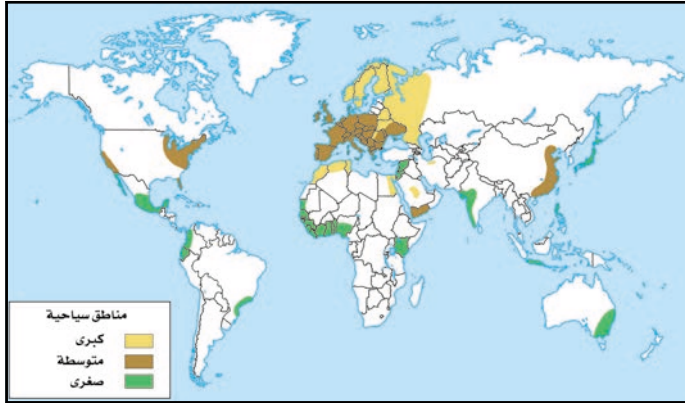 مناطق سياحية
كبرى
متوسطة
صغرى